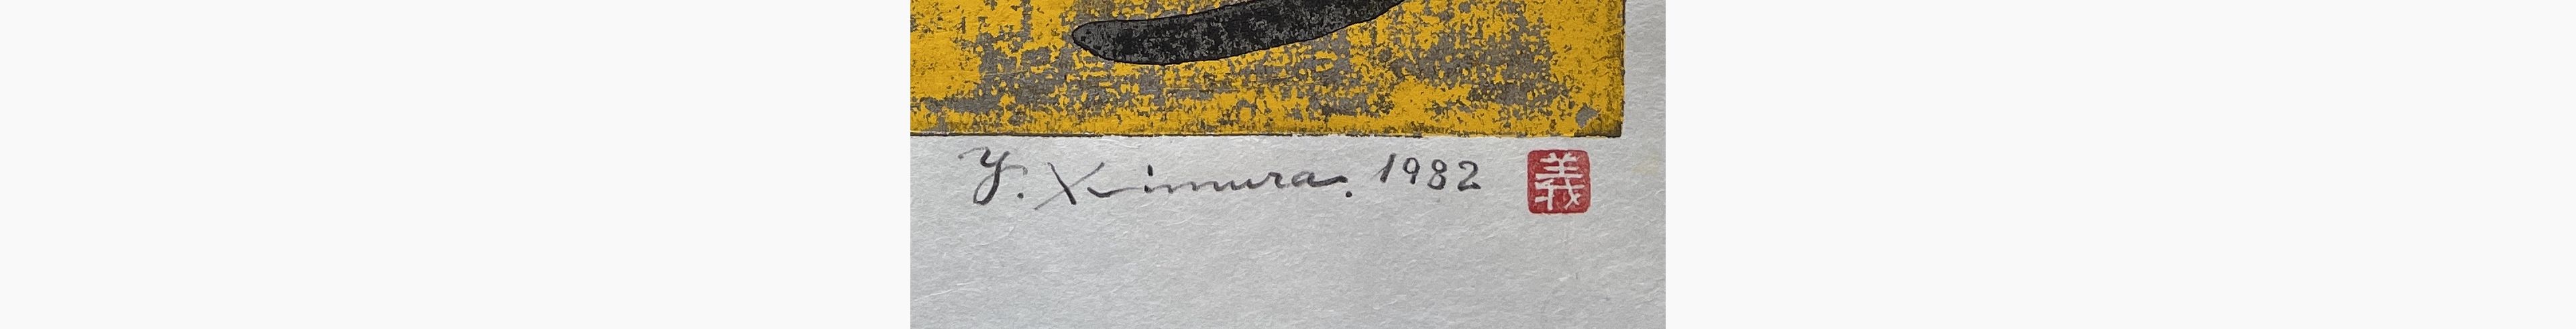 Y. Kimura. 1982 義